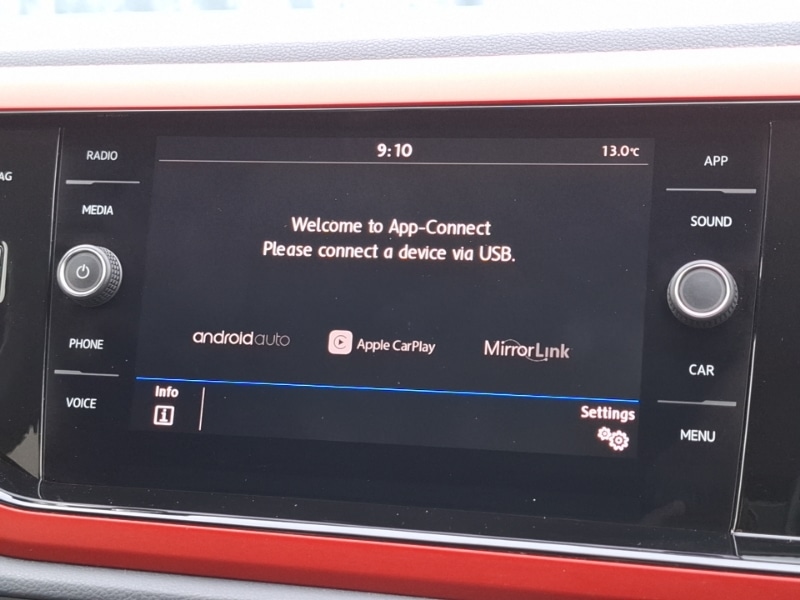 AG
RADIO
MEDIA
PHONE
VOICE
9:10
13.0°C
Welcome to App-Connect
Please connect a device via USB.
androidauto
Apple CarPlay
MirrorLink
Info
Settings
APP
SOUND
CAR
MENU